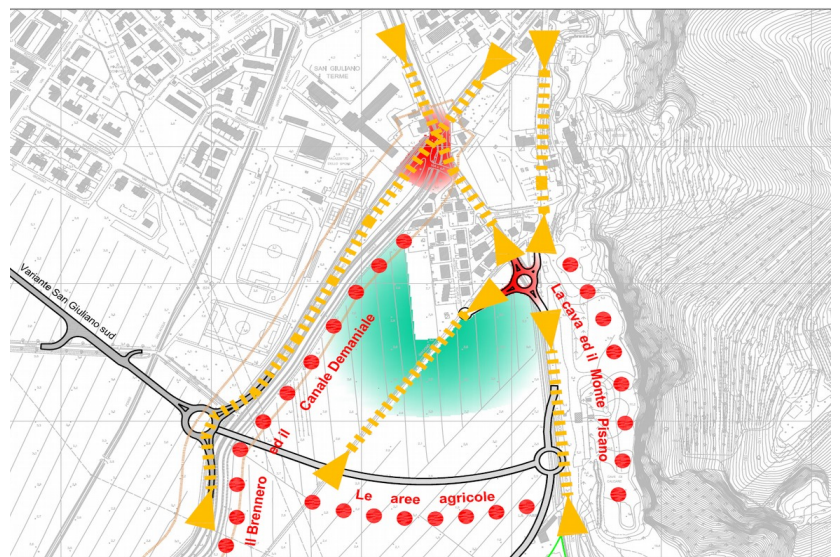 SAN GIULIANO
TERME
Variante San Giuliano sud
Il Brennero ed il Canale Demaniale
La cava ed il Monte Pisano
Le aree agricole